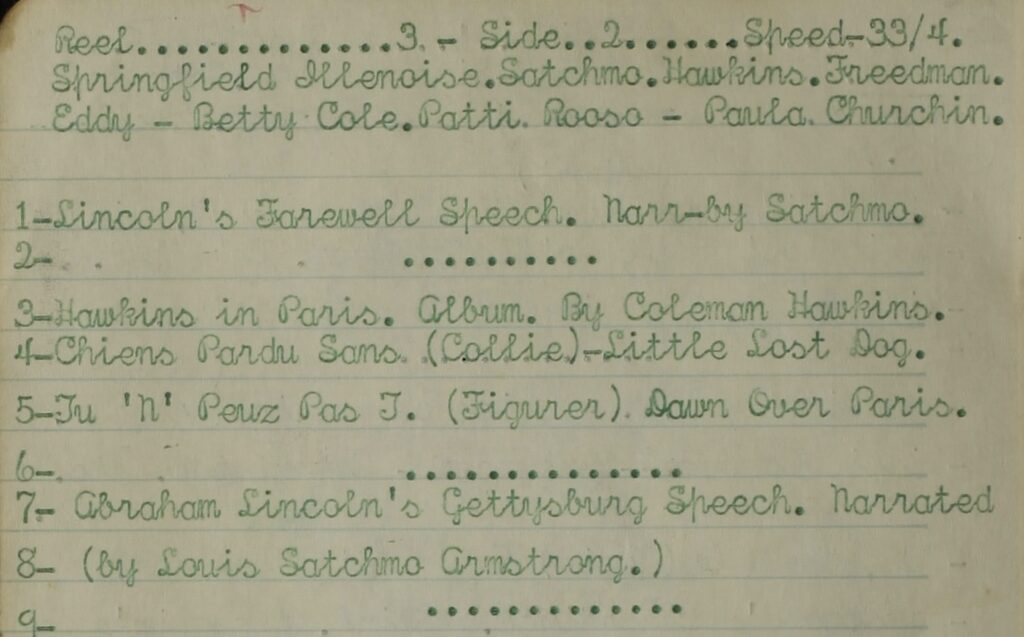 Reel..............3. - Side..2.......Speed-33/4.
Springfield Illenoise.Satchmo.Hawkins.Freedman.
Eddy - Betty Cole.Patti. Rooso - Paula. Churchin.
1-Lincoln's Farewell Speech. Narr-by Satchmo.
2- ..........
3-Hawkins in Paris. Album. By Coleman Hawkins.
4-Chiens Pardu Sans. (Collie)-Little Lost Dog.
5-Tu 'N' Peuz Pas T. (Figurer). Dawn Over Paris.
6- ..............
7- Abraham Lincoln's Gettysburg Speech. Narrated
8- (by Louis Satchmo Armstrong.)
9- .............